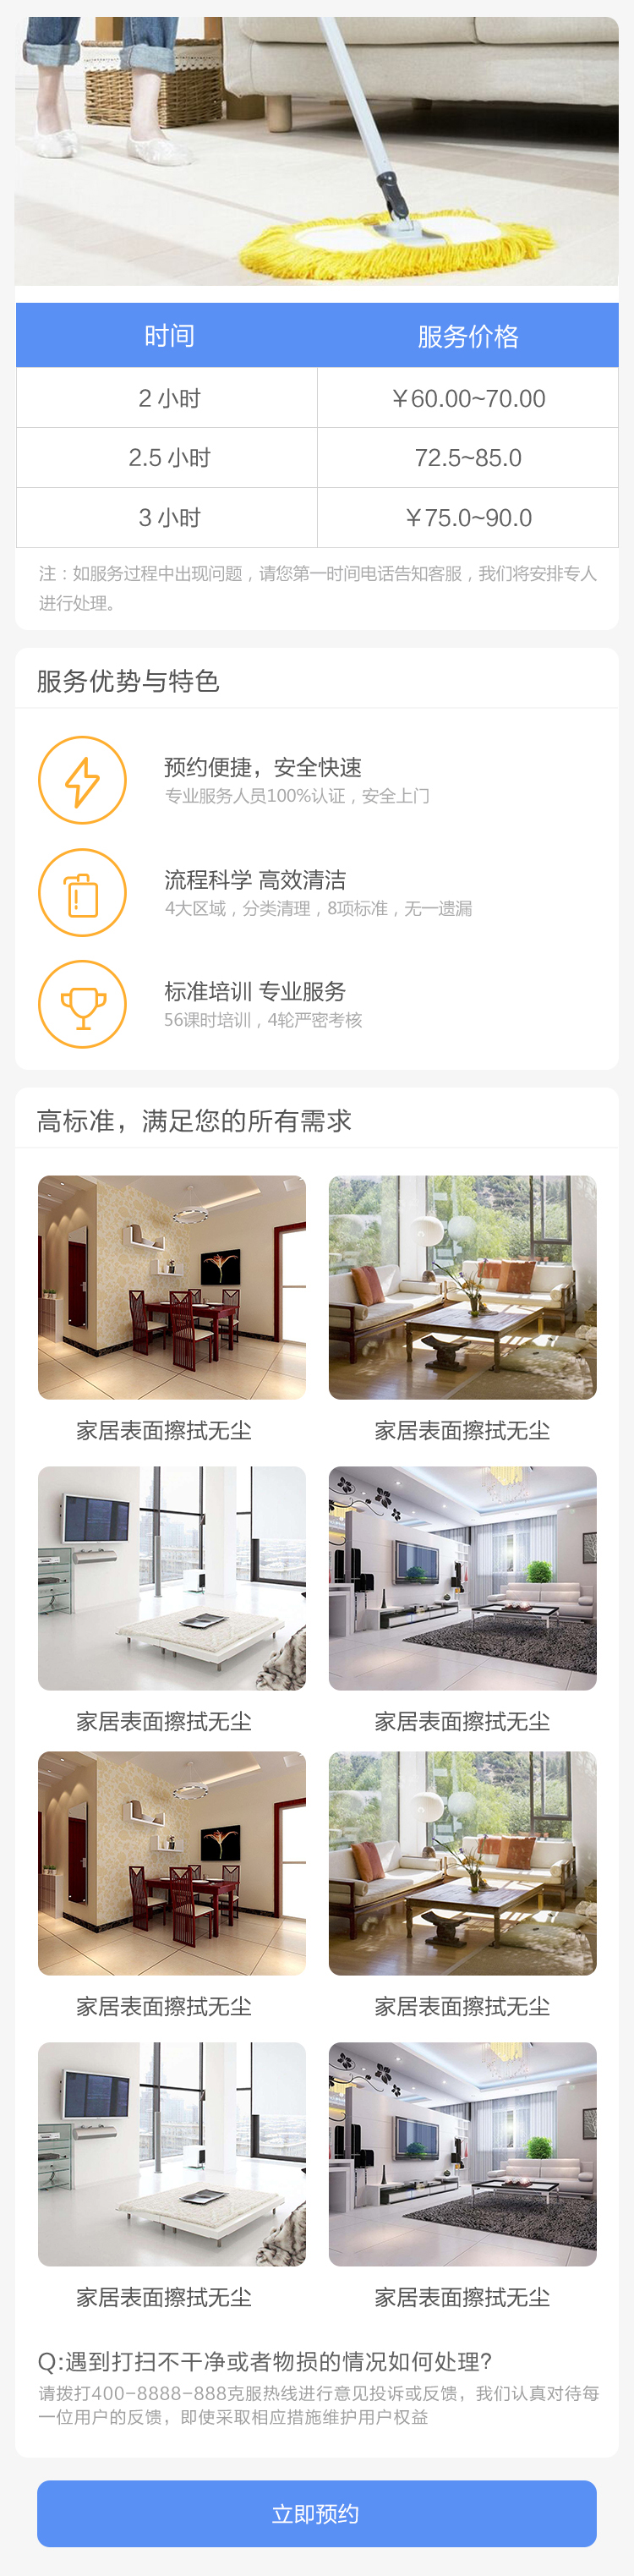 时间 服务价格
2 小时 ￥60.00~70.00
2.5 小时 72.5~85.0
3 小时 ￥75.0~90.0
注：如服务过程中出现问题，请您第一时间电话告知客服，我们将安排专人
进行处理。
服务优势与特色
预约便捷，安全快速
专业服务人员100%认证，安全上门
流程科学 高效清洁
4大区域，分类清理，8项标准，无一遗漏
标准培训 专业服务
56课时培训，4轮严密考核
高标准，满足您的所有需求
家居表面擦拭无尘 家居表面擦拭无尘
家居表面擦拭无尘 家居表面擦拭无尘
家居表面擦拭无尘 家居表面擦拭无尘
家居表面擦拭无尘 家居表面擦拭无尘
Q:遇到打扫不干净或者物损的情况如何处理?
请拨打400-8888-888克服热线进行意见投诉或反馈，我们认真对待每
一位用户的反馈，即使采取相应措施维护用户权益
立即预约